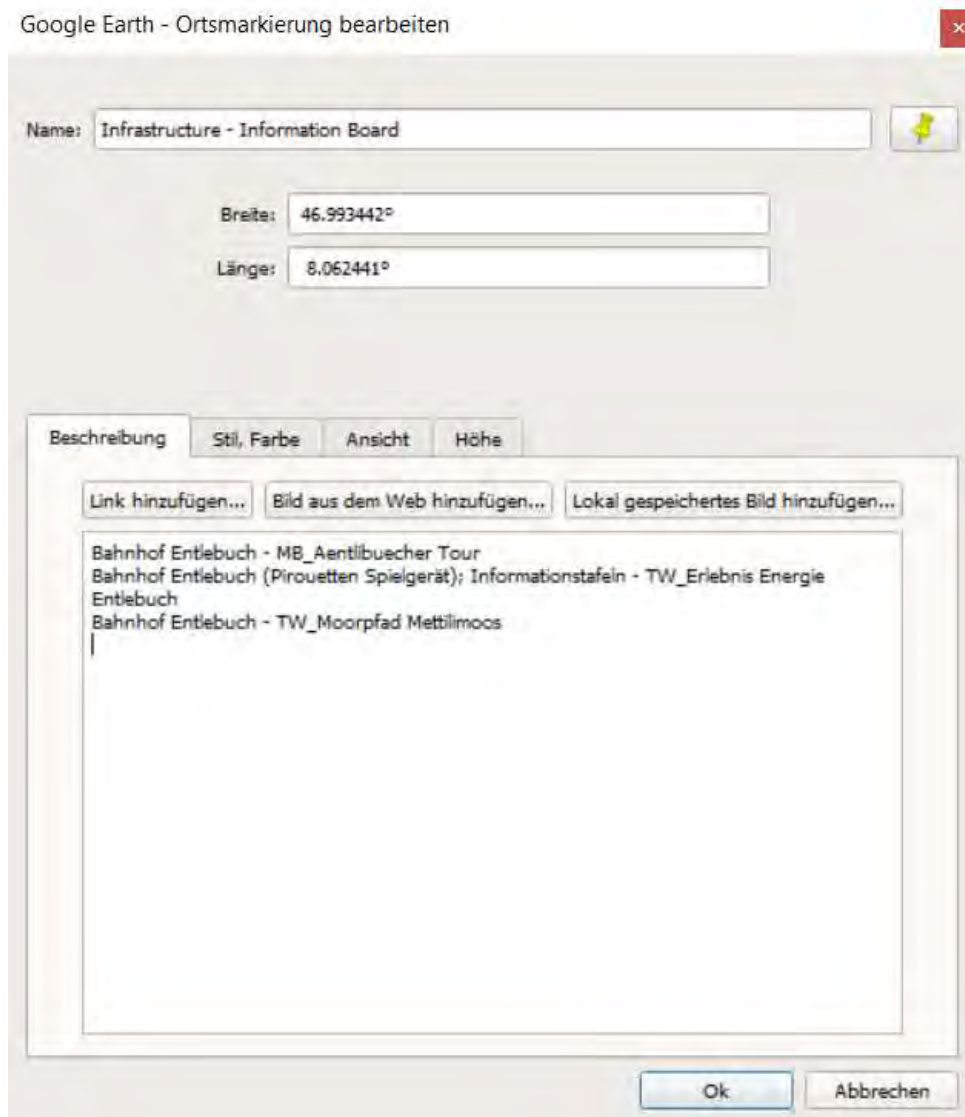 Google Earth - Ortsmarkierung bearbeiten
Name: Infrastructure - Information Board
Breite: 46.993442°
Länge: 8.062441°
Beschreibung Stil, Farbe Ansicht Höhe
Link hinzufügen... Bild aus dem Web hinzufügen... Lokal gespeichertes Bild hinzufügen...
Bahnhof Entlebuch - MB_Aentlibuecher Tour
Bahnhof Entlebuch (Pirouetten Spielgerät); Informationstafeln - TW_Erlebnis Energie
Entlebuch
Bahnhof Entlebuch - TW_Moorpfad Mettilimoos
Ok Abbrechen